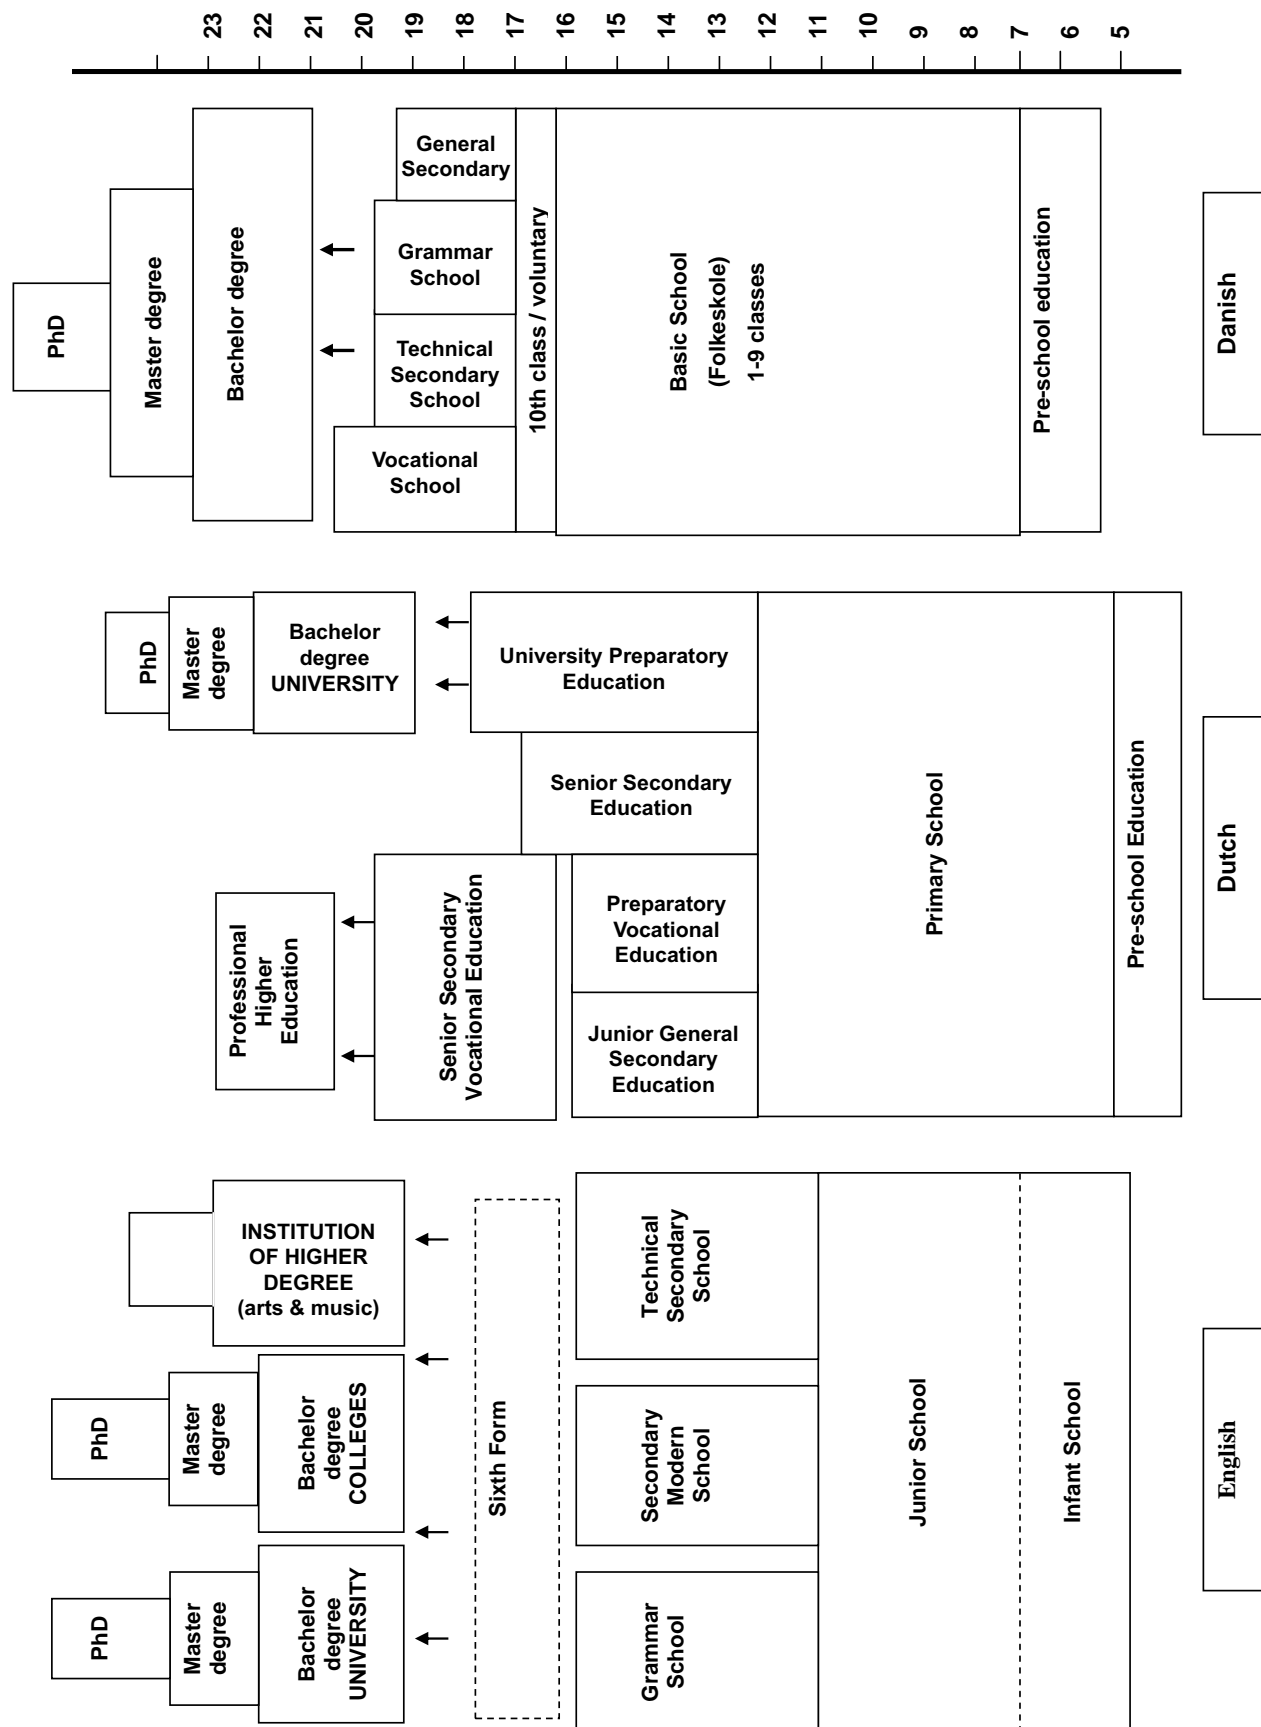 23
22
21
20
19
18
17
16
15
14
13
12
11
10
9
8
7
6
5
PhD
Master degree
Bachelor degree
General
Secondary
Grammar
School
Technical
Secondary
School
Vocational
School
10th class / voluntary
Basic School
(Folkeskole)
1-9 classes
Pre-school education
Danish
PhD
Master
degree
Bachelor
degree
UNIVERSITY
University Preparatory
Education
Senior Secondary
Education
Professional
Higher
Education
Senior Secondary
Vocational Education
Preparatory
Vocational
Education
Junior General
Secondary
Education
Primary School
Pre-school Education
Dutch
INSTITUTION
OF HIGHER
DEGREE
(arts & music)
PhD
Master
degree
Bachelor
degree
COLLEGES
PhD
Master
degree
Bachelor
degree
UNIVERSITY
Sixth Form
Technical
Secondary
School
Secondary
Modern
School
Grammar
School
Junior School
Infant School
English